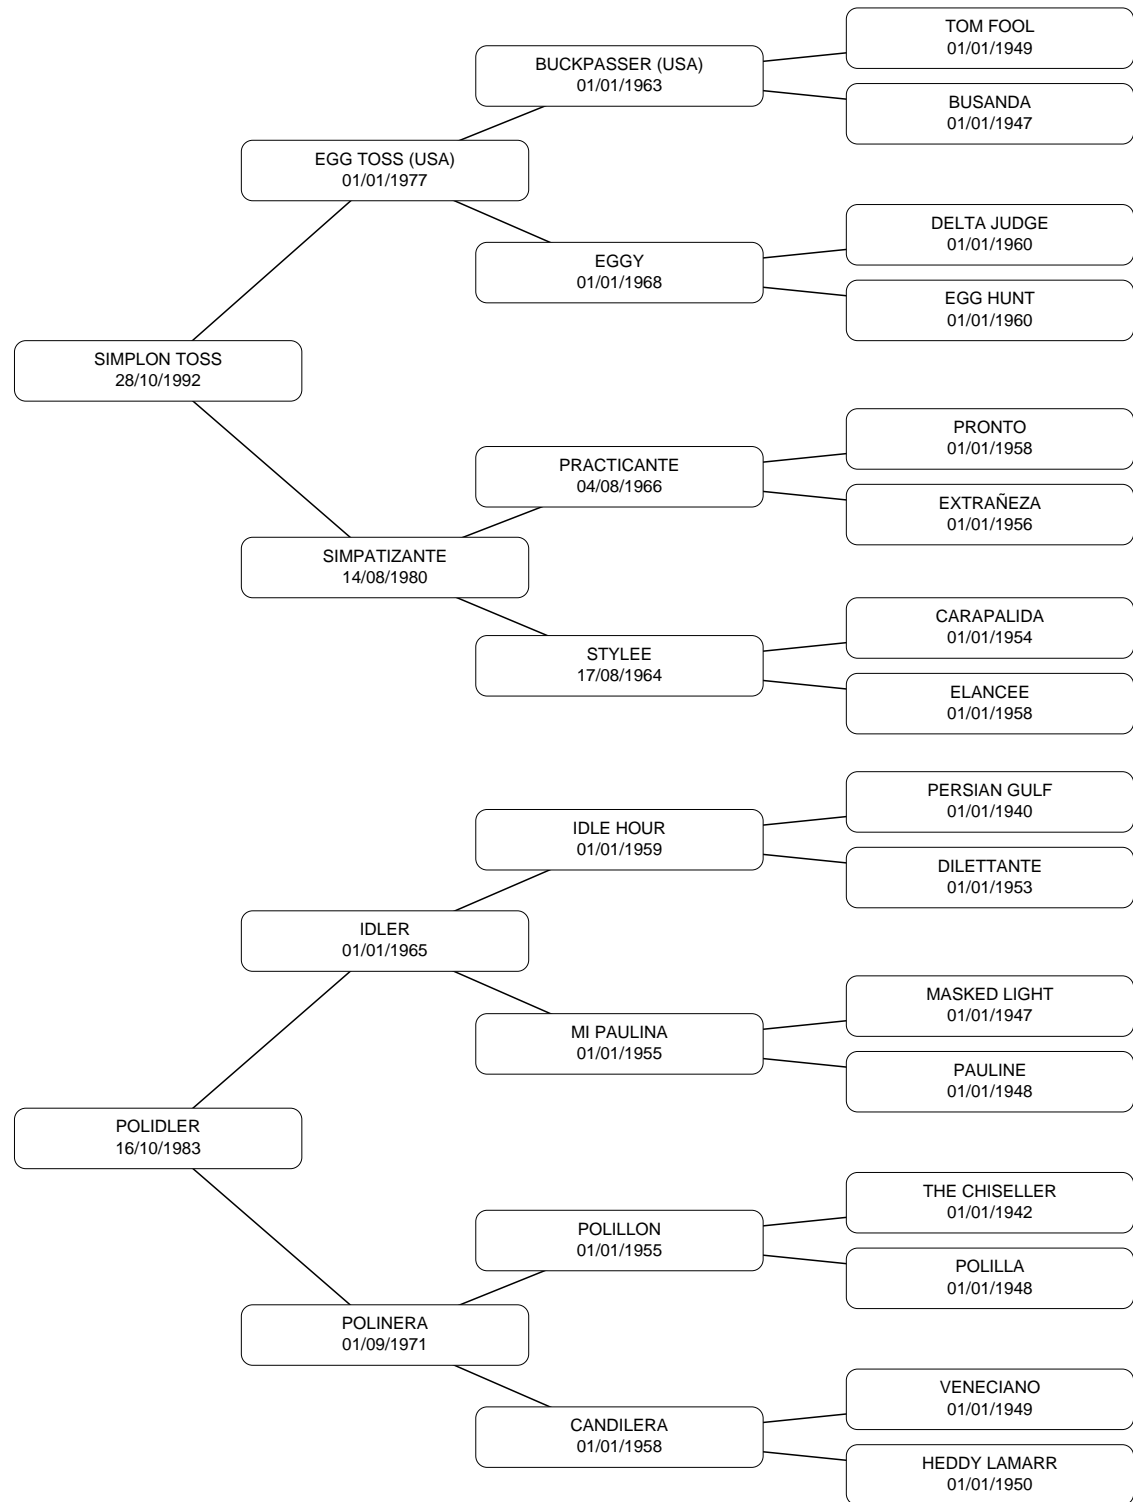 TOM FOOL
01/01/1949
BUCKPASSER (USA)
01/01/1963
BUSANDA
01/01/1947
EGG TOSS (USA)
01/01/1977
DELTA JUDGE
01/01/1960
EGGY
01/01/1968
EGG HUNT
01/01/1960
SIMPLON TOSS
28/10/1992
PRONTO
01/01/1958
PRACTICANTE
04/08/1966
EXTRAÑEZA
01/01/1956
SIMPATIZANTE
14/08/1980
CARAPALIDA
01/01/1954
STYLEE
17/08/1964
ELANCEE
01/01/1958
PERSIAN GULF
01/01/1940
IDLE HOUR
01/01/1959
DILETTANTE
01/01/1953
IDLER
01/01/1965
MASKED LIGHT
01/01/1947
MI PAULINA
01/01/1955
PAULINE
01/01/1948
POLIDLER
16/10/1983
THE CHISELLER
01/01/1942
POLILLON
01/01/1955
POLILLA
01/01/1948
POLINERA
01/09/1971
VENECIANO
01/01/1949
CANDILERA
01/01/1958
HEDDY LAMARR
01/01/1950